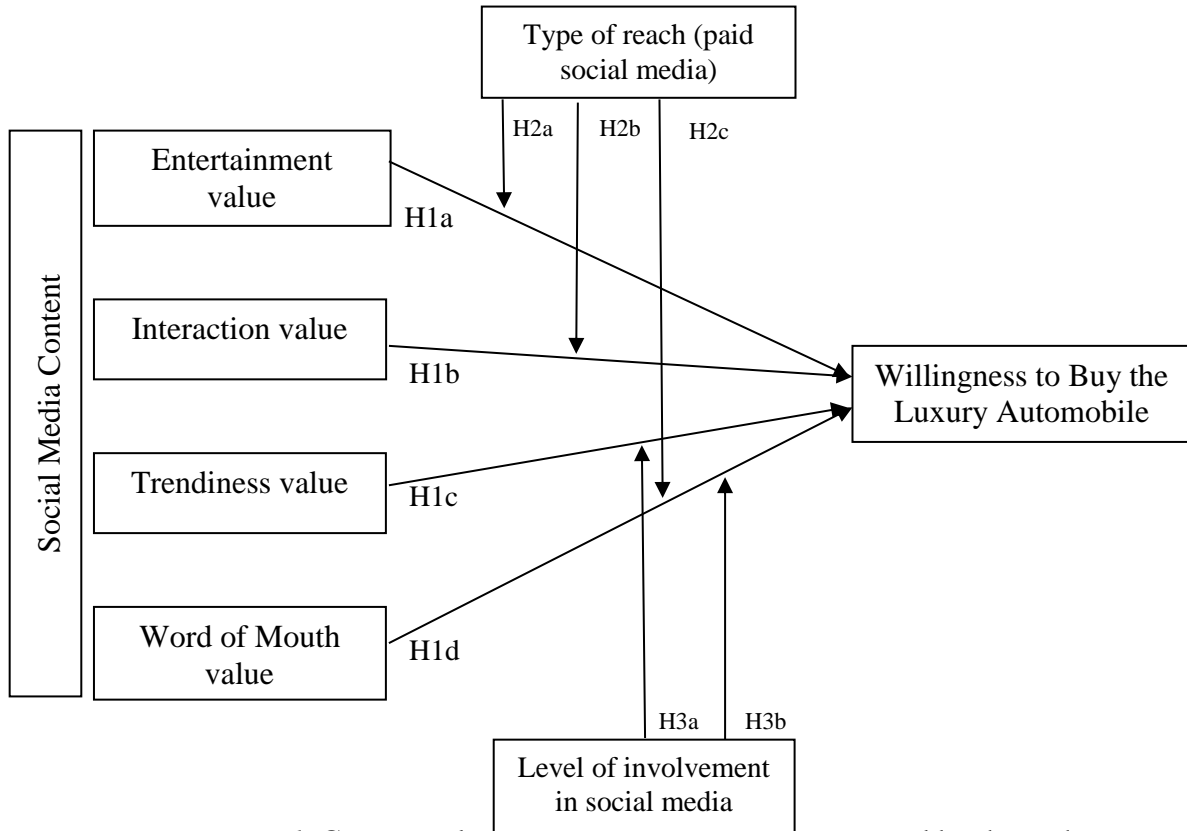 Type of reach (paid
social media)
H2a
H2b
H2c
Social Media Content
Entertainment
value
H1a
Interaction value
H1b
Willingness to Buy the
Luxury Automobile
Trendiness value
H1c
Word of Mouth
value
H1d
H3a
H3b
Level of involvement
in social media